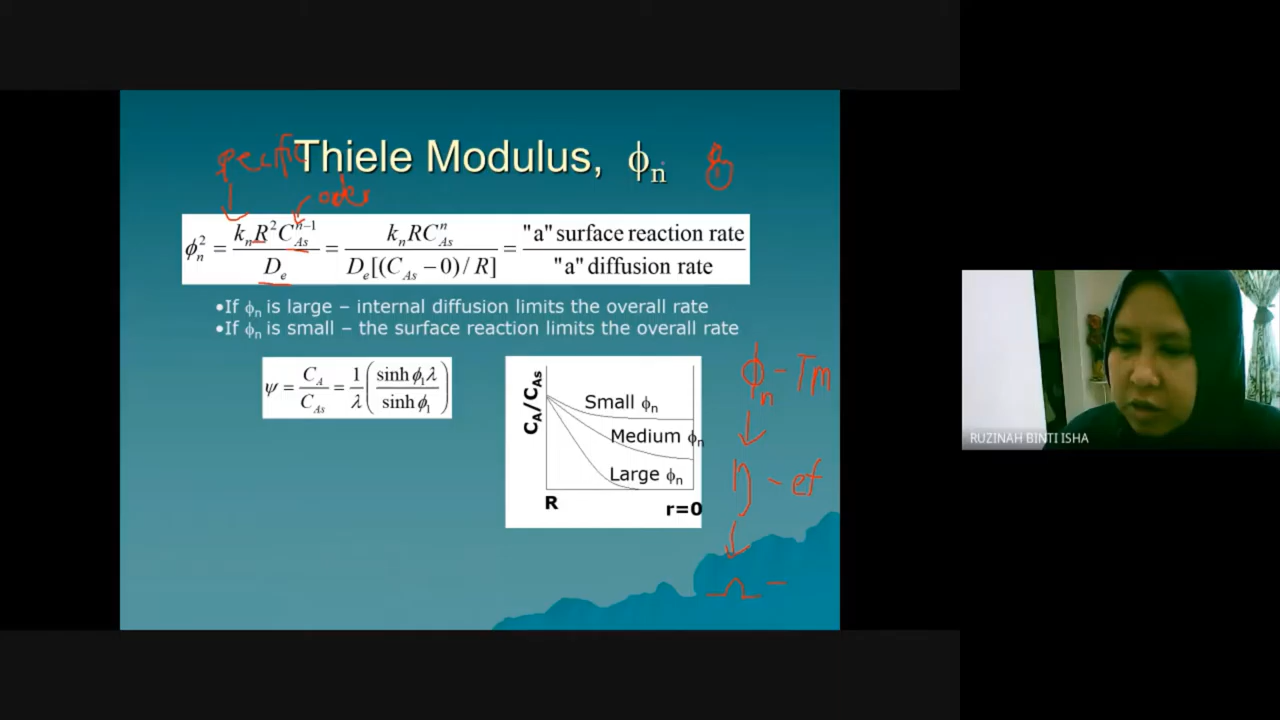 Thiele Modulus, ϕn
pecific
order
ϕn² = knR²CAsⁿ⁻¹ / De = knRCAsⁿ / De[(CAs − 0) / R] = "a" surface reaction rate / "a" diffusion rate
•If ϕn is large – internal diffusion limits the overall rate
•If ϕn is small – the surface reaction limits the overall rate
ψ = CA / CAs = 1 / λ (sinh ϕ1λ / sinh ϕ1)
CA/CAs
Small ϕn
Medium ϕn
Large ϕn
R
r=0
ϕn - Tm
η - ef
Ω -
RUZINAH BINTI ISHA